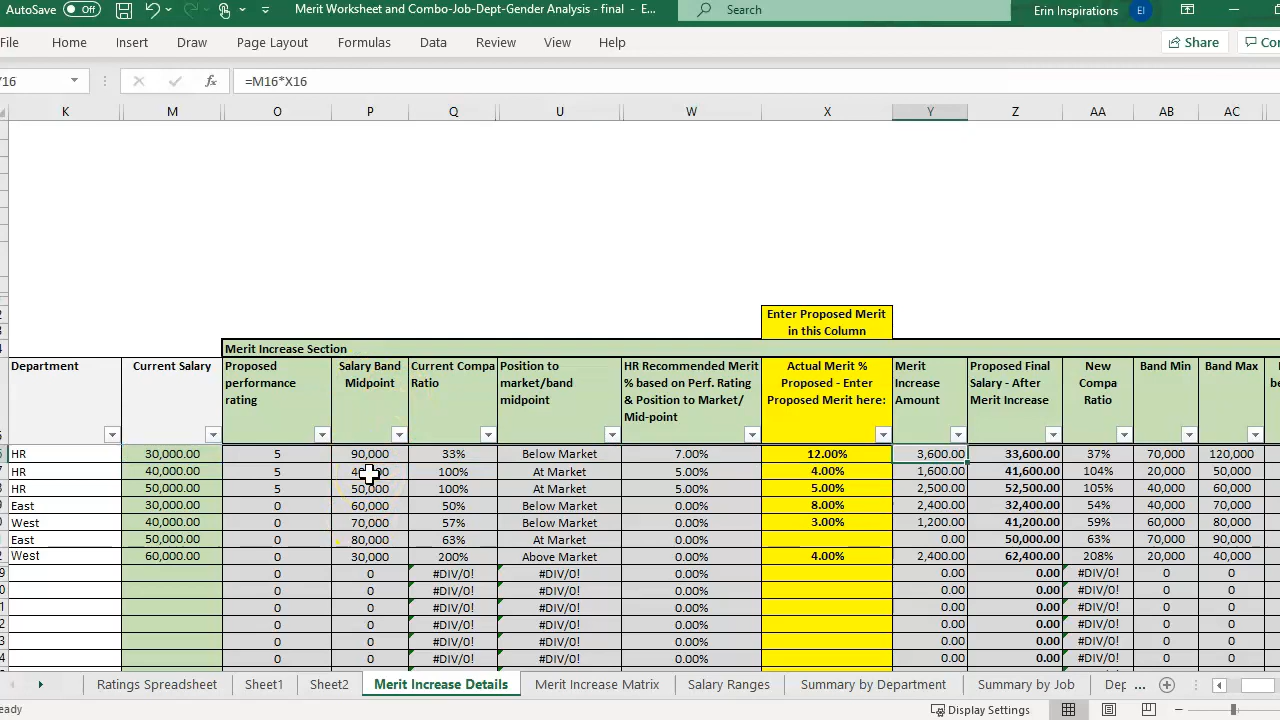 AutoSave Off Merit Worksheet and Combo-Job-Dept-Gender Analysis - final - E... Search Erin Inspirations EI
File Home Insert Draw Page Layout Formulas Data Review View Help Share Con
Y16 fx =M16*X16
K M O P Q U W X Y Z AA AB AC
Enter Proposed Merit
in this Column
Merit Increase Section
Department Current Salary Proposed Salary Band Current Compa Position to HR Recommended Merit Actual Merit % Merit Proposed Final New Band Min Band Max
performance Midpoint Ratio market/band % based on Perf. Rating Proposed - Enter Increase Salary - After Compa
rating midpoint & Position to Market/ Proposed Merit here: Amount Merit Increase Ratio
Mid-point
HR 30,000.00 5 90,000 33% Below Market 7.00% 12.00% 3,600.00 33,600.00 37% 70,000 120,000
HR 40,000.00 5 100% At Market 5.00% 4.00% 1,600.00 41,600.00 104% 20,000 50,000
HR 50,000.00 5 50,000 100% At Market 5.00% 5.00% 2,500.00 52,500.00 105% 40,000 60,000
East 30,000.00 0 60,000 50% Below Market 0.00% 8.00% 2,400.00 32,400.00 54% 40,000 70,000
West 40,000.00 0 70,000 57% Below Market 0.00% 3.00% 1,200.00 41,200.00 59% 60,000 80,000
East 50,000.00 0 80,000 63% At Market 0.00% 0.00 50,000.00 63% 70,000 90,000
West 60,000.00 0 30,000 200% Above Market 0.00% 4.00% 2,400.00 62,400.00 208% 20,000 40,000
0 0 #DIV/0! #DIV/0! 0.00% 0.00 0.00 #DIV/0! 0 0
0 0 #DIV/0! #DIV/0! 0.00% 0.00 0.00 #DIV/0! 0 0
0 0 #DIV/0! #DIV/0! 0.00% 0.00 0.00 #DIV/0! 0 0
0 0 #DIV/0! #DIV/0! 0.00% 0.00 0.00 #DIV/0! 0 0
0 0 #DIV/0! #DIV/0! 0.00% 0.00 0.00 #DIV/0! 0 0
0 0 #DIV/0! #DIV/0! 0.00% 0.00 0.00 #DIV/0! 0 0
Ratings Spreadsheet Sheet1 Sheet2 Merit Increase Details Merit Increase Matrix Salary Ranges Summary by Department Summary by Job Dep ...
eady Display Settings